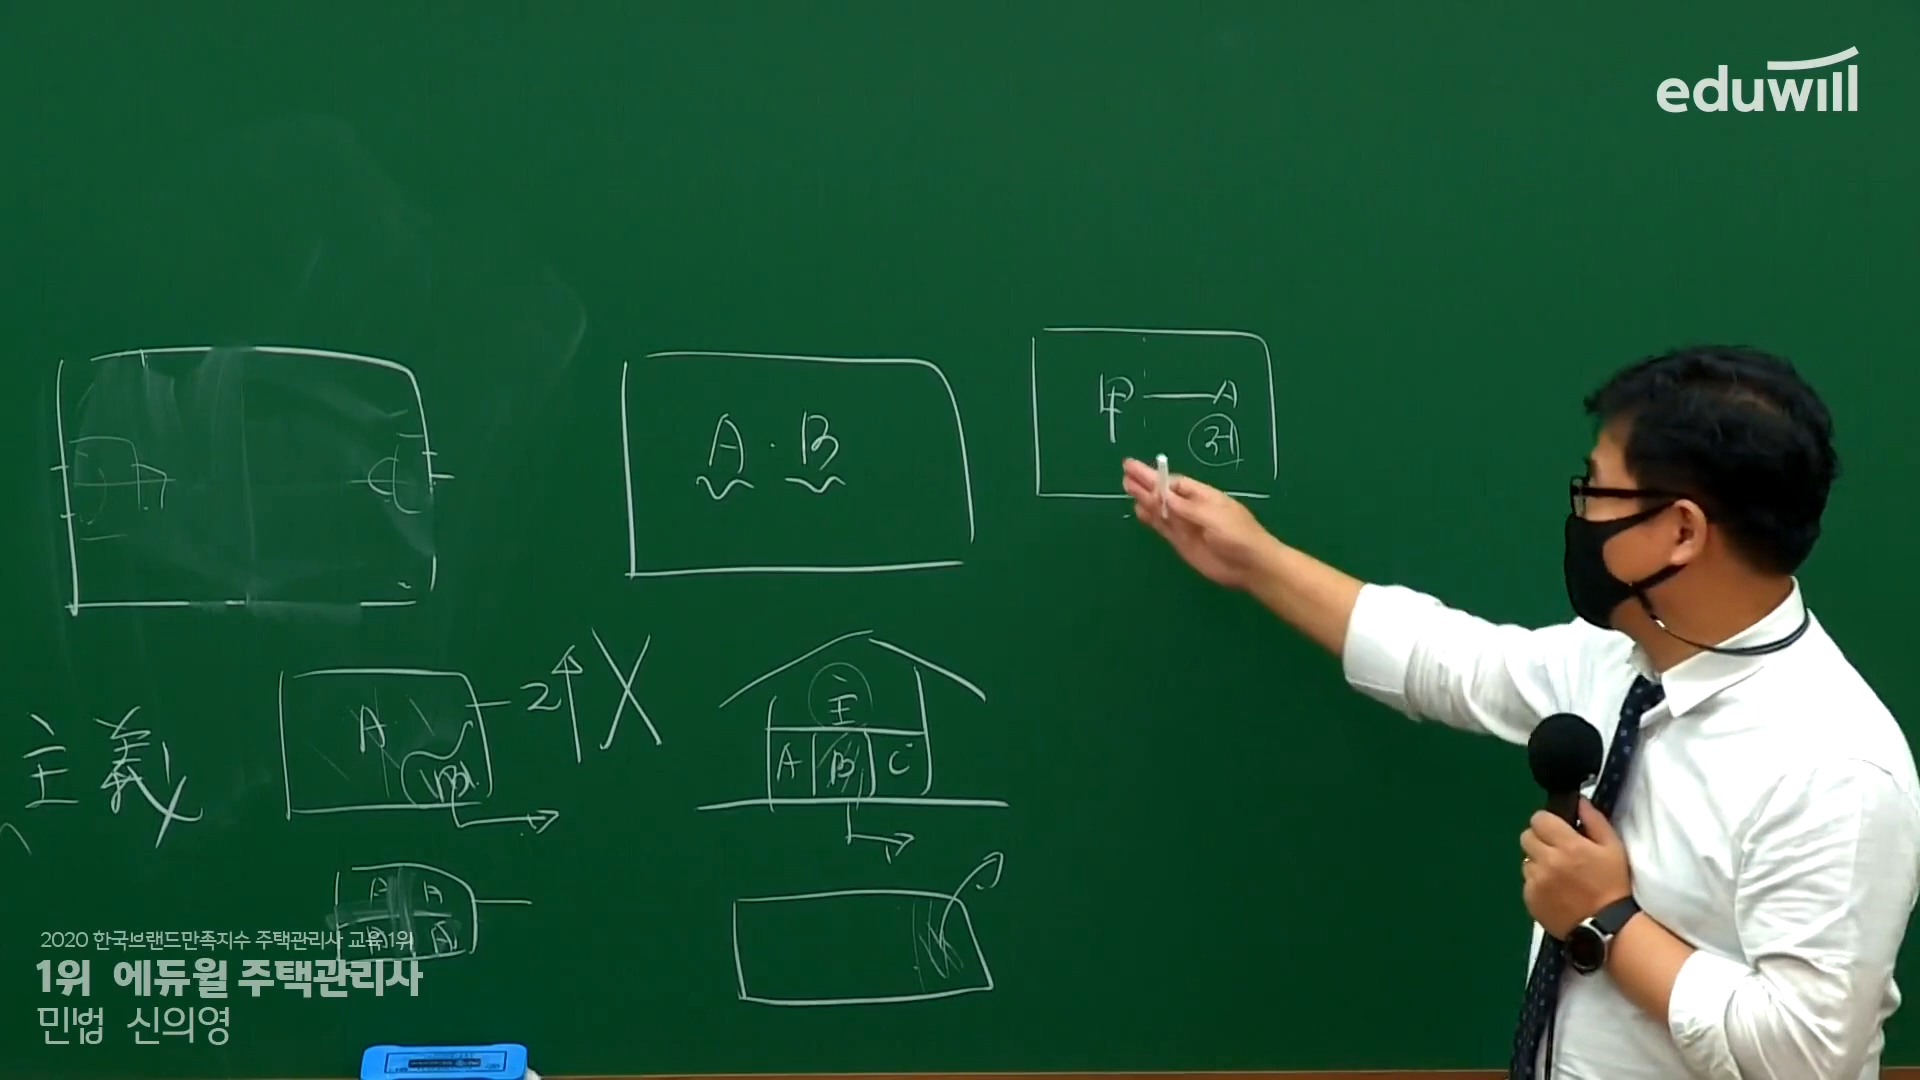 eduwill
甲 — A
A · B
主義
A
B
2
X
主
A B C
A A
A
2020 한국브랜드만족지수 주택관리사 교육 1위
1위 에듀윌 주택관리사
민법 신의영